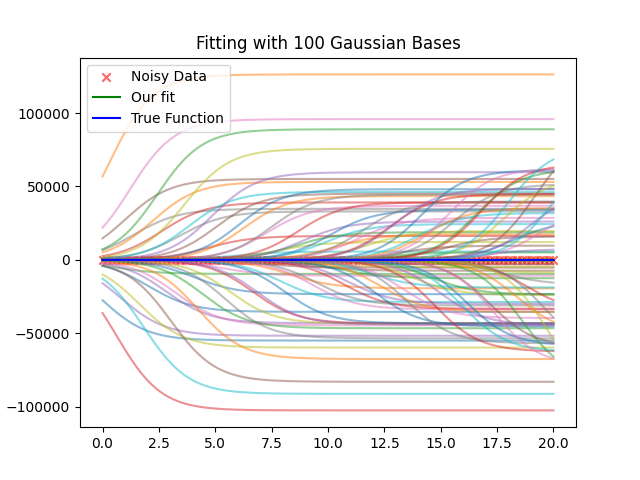 Fitting with 100 Gaussian Bases
Noisy Data
Our fit
True Function
100000
50000
0
−50000
−100000
0.0 2.5 5.0 7.5 10.0 12.5 15.0 17.5 20.0